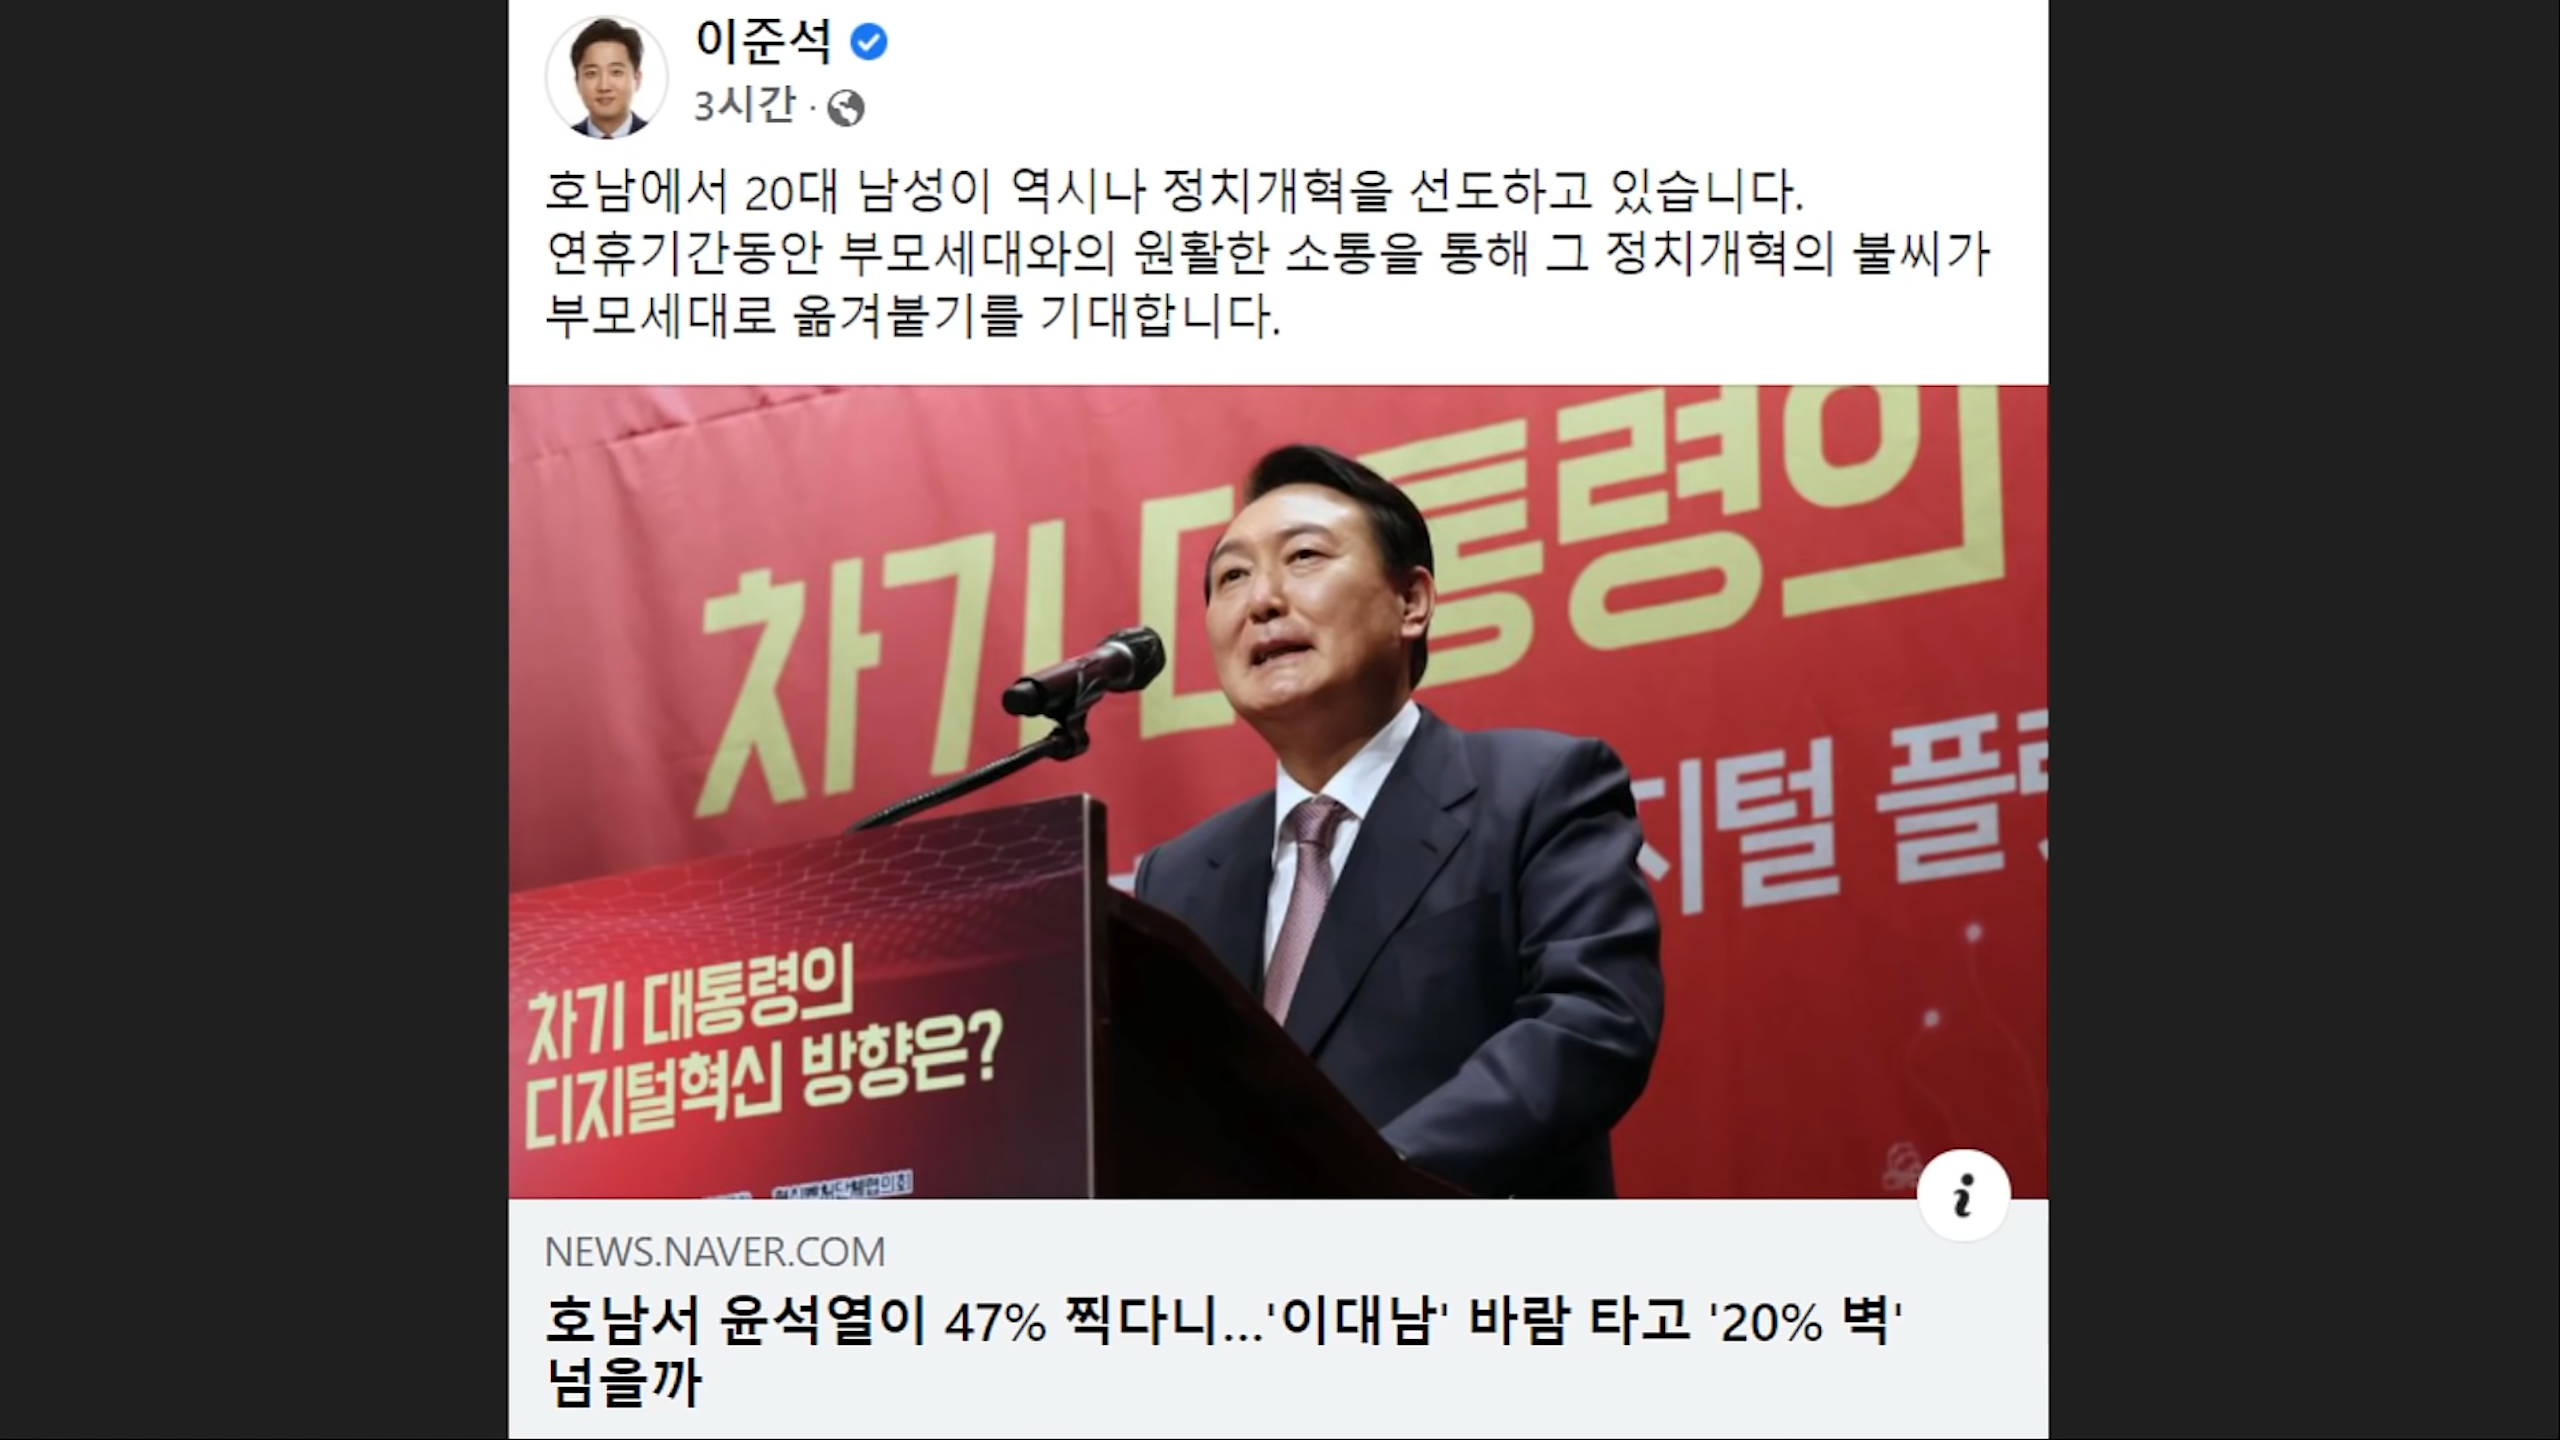 이준석
3시간 ·
호남에서 20대 남성이 역시나 정치개혁을 선도하고 있습니다.
연휴기간동안 부모세대와의 원활한 소통을 통해 그 정치개혁의 불씨가
부모세대로 옮겨붙기를 기대합니다.
차기 대통령의
디지털 플랫
차기 대통령의
디지털혁신 방향은?
NEWS.NAVER.COM
호남서 윤석열이 47% 찍다니...'이대남' 바람 타고 '20% 벽'
넘을까